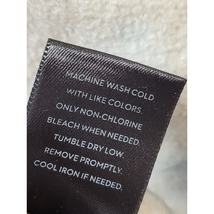 MACHINE WASH COLD
WITH LIKE COLORS.
ONLY NON-CHLORINE
BLEACH WHEN NEEDED.
TUMBLE DRY LOW.
REMOVE PROMPTLY.
COOL IRON IF NEEDED.